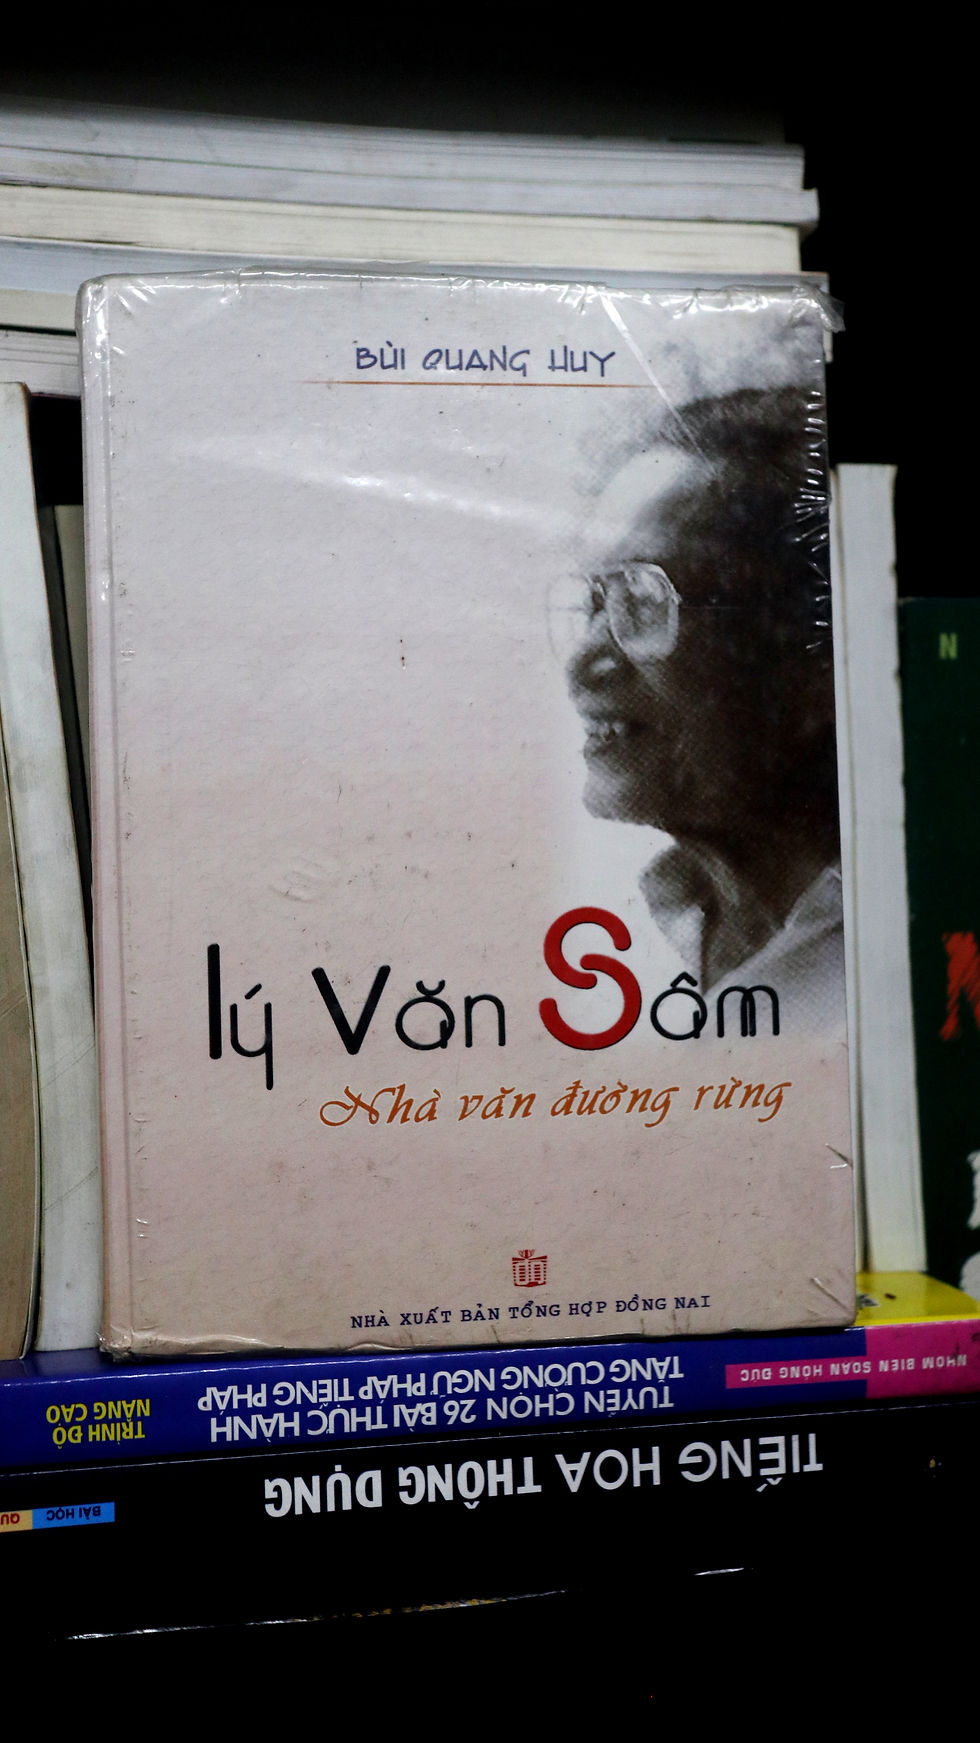 BÙI QUANG HUY
lý Văn Sâm
Nhà văn đường rừng
NHÀ XUẤT BẢN TỔNG HỢP ĐỒNG NAI
TRÌNH ĐỘ
NÂNG CAO
TUYỂN CHỌN 26 BÀI THỰC HÀNH
TĂNG CƯỜNG NGỮ PHÁP TIẾNG PHÁP
NHÓM BIÊN SOẠN HỒNG ĐỨC
TIẾNG HOA THÔNG DỤNG
BÀI HỌC
QU
N